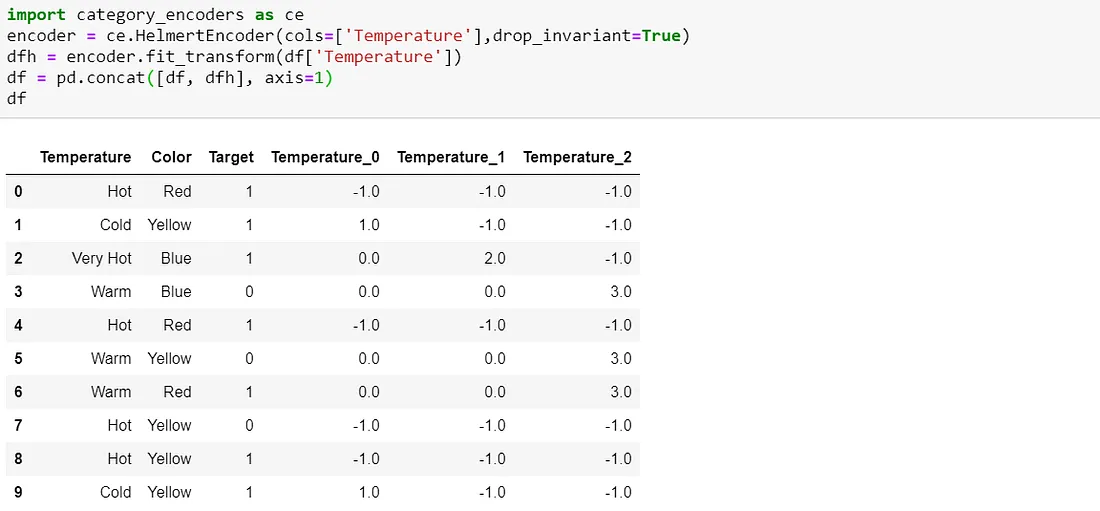 import category_encoders as ce
encoder = ce.HelmertEncoder(cols=['Temperature'],drop_invariant=True)
dfh = encoder.fit_transform(df['Temperature'])
df = pd.concat([df, dfh], axis=1)
df
Temperature Color Target Temperature_0 Temperature_1 Temperature_2
0 Hot Red 1 -1.0 -1.0 -1.0
1 Cold Yellow 1 1.0 -1.0 -1.0
2 Very Hot Blue 1 0.0 2.0 -1.0
3 Warm Blue 0 0.0 0.0 3.0
4 Hot Red 1 -1.0 -1.0 -1.0
5 Warm Yellow 0 0.0 0.0 3.0
6 Warm Red 1 0.0 0.0 3.0
7 Hot Yellow 0 -1.0 -1.0 -1.0
8 Hot Yellow 1 -1.0 -1.0 -1.0
9 Cold Yellow 1 1.0 -1.0 -1.0